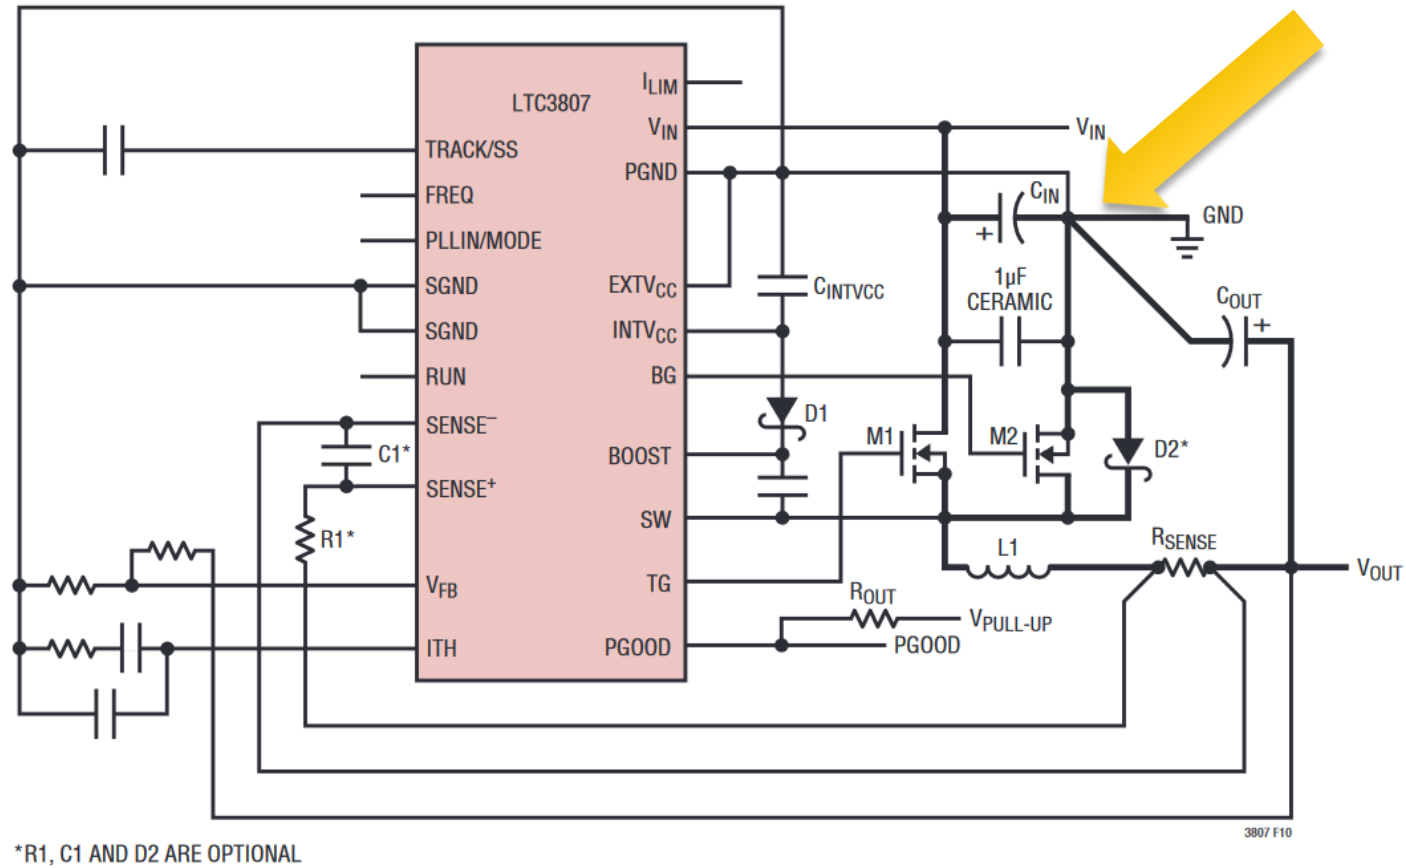 LTC3807
TRACK/SS
FREQ
PLLIN/MODE
SGND
SGND
RUN
SENSE–
SENSE+
VFB
ITH
ILIM
VIN
PGND
EXTVCC
INTVCC
BG
BOOST
SW
TG
PGOOD
C1*
R1*
CINTVCC
D1
VIN
CIN
+
GND
1µF
CERAMIC
COUT
+
M1
M2
D2*
L1
RSENSE
VOUT
ROUT
VPULL-UP
PGOOD
3807 F10
*R1, C1 AND D2 ARE OPTIONAL